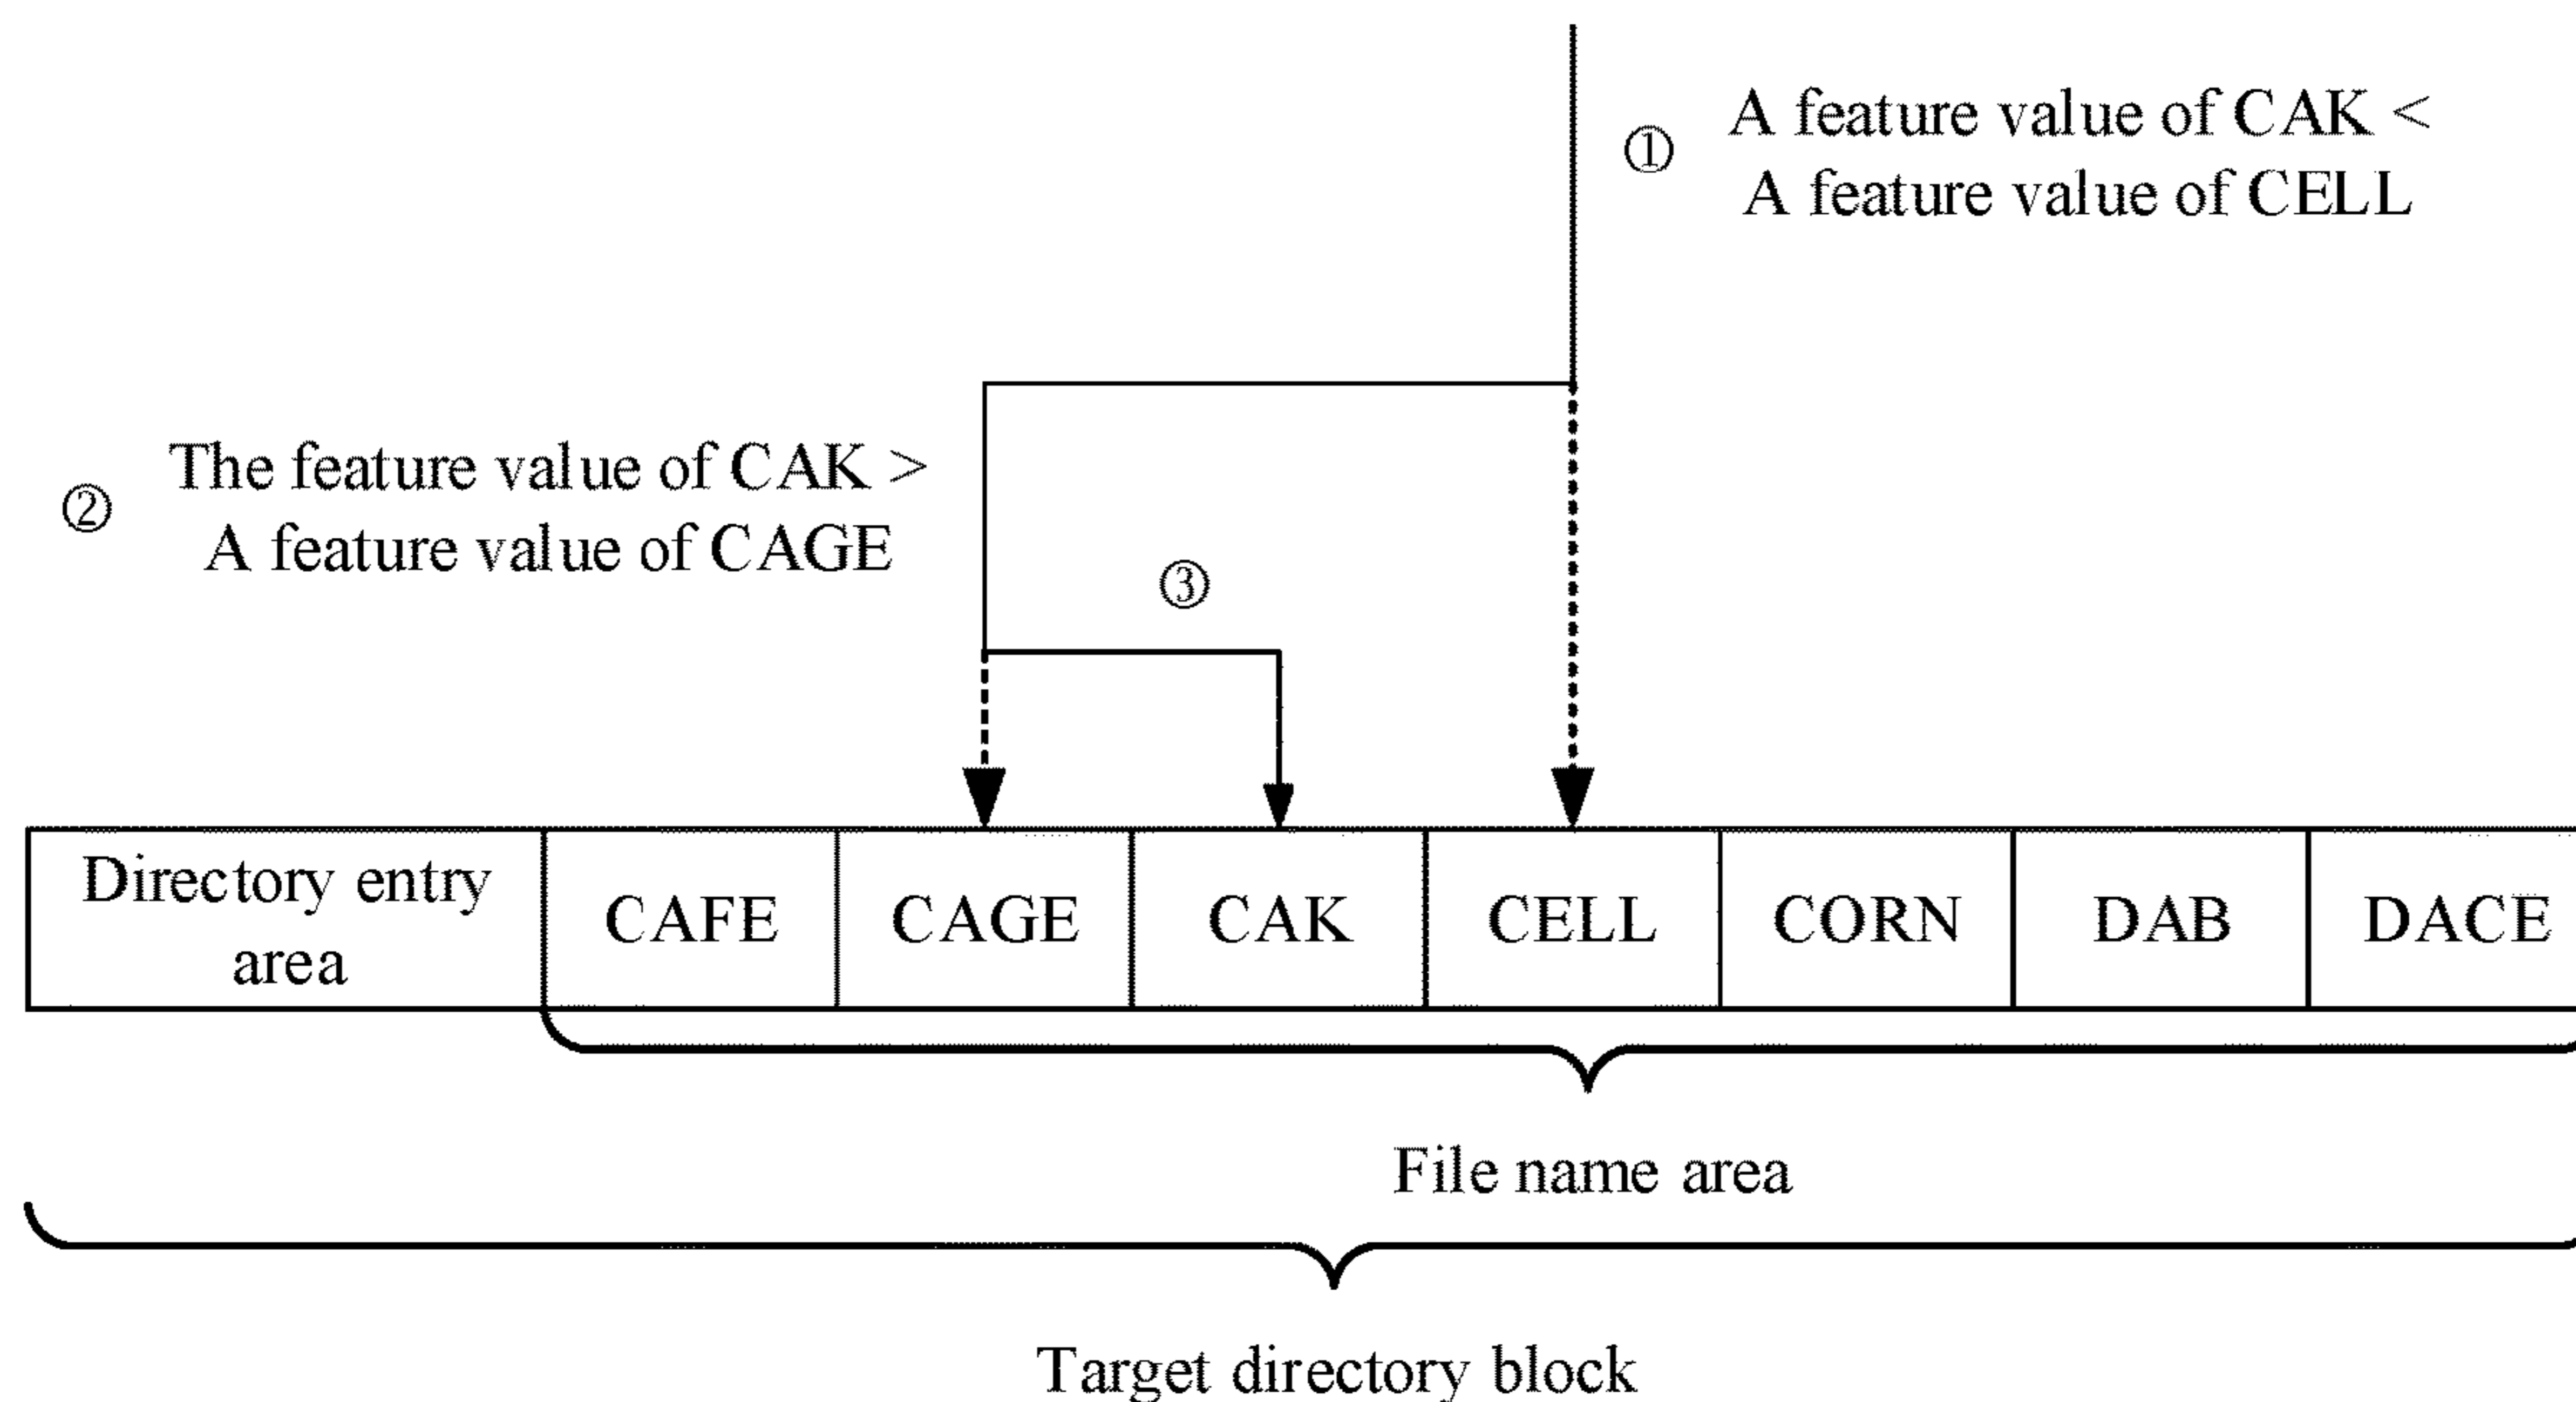 ① A feature value of CAK <
A feature value of CELL
② The feature value of CAK >
A feature value of CAGE
③
Directory entry
area
CAFE CAGE CAK CELL CORN DAB DACE
File name area
Target directory block